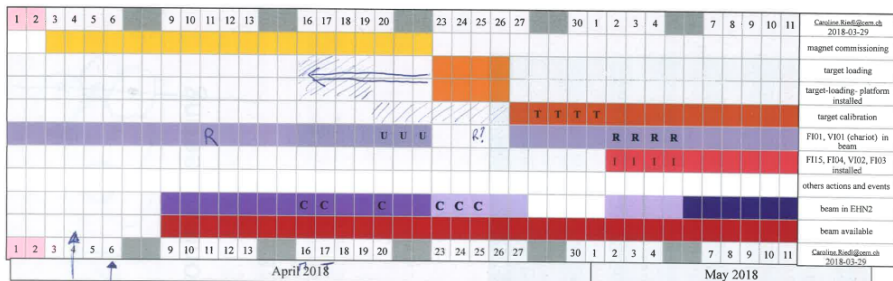 1 2 3 4 5 6 9 10 11 12 13 16 17 18 19 20 23 24 25 26 27 30 1 2 3 4 7 8 9 10 11 Caroline.Riedl@cern.ch
2018-03-29
magnet commissioning
target loading
target-loading- platform
installed
T T T T target calibration
R U U U R? R R R R FI01, VI01 (chariot) in
beam
I I I I FI15, FI04, VI02, FI03
installed
others actions and events
C C C C C C beam in EHN2
beam available
1 2 3 4 5 6 9 10 11 12 13 16 17 18 19 20 23 24 25 26 27 30 1 2 3 4 7 8 9 10 11 Caroline.Riedl@cern.ch
2018-03-29
April 2018 May 2018